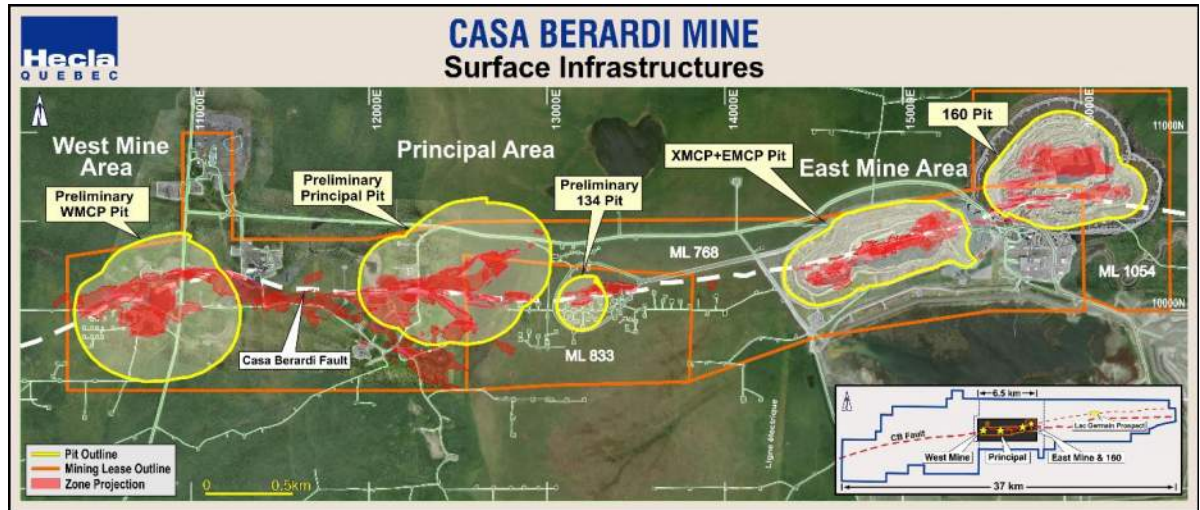 Hecla
QUEBEC
CASA BERARDI MINE
Surface Infrastructures
11000E
12000E
13000E
14000E
15000E
16000E
11000N
10000N
160 Pit
West Mine
Area
Principal Area
XMCP+EMCP Pit
East Mine Area
Preliminary
WMCP Pit
Preliminary
Principal Pit
Preliminary
134 Pit
ML 768
ML 1054
ML 833
Casa Berardi Fault
Ligne électrique
Pit Outline
Mining Lease Outline
Zone Projection
0 0.5km
6.5 km
CB Fault
Lac Germain Prospect
West Mine
Principal
East Mine & 160
37 km